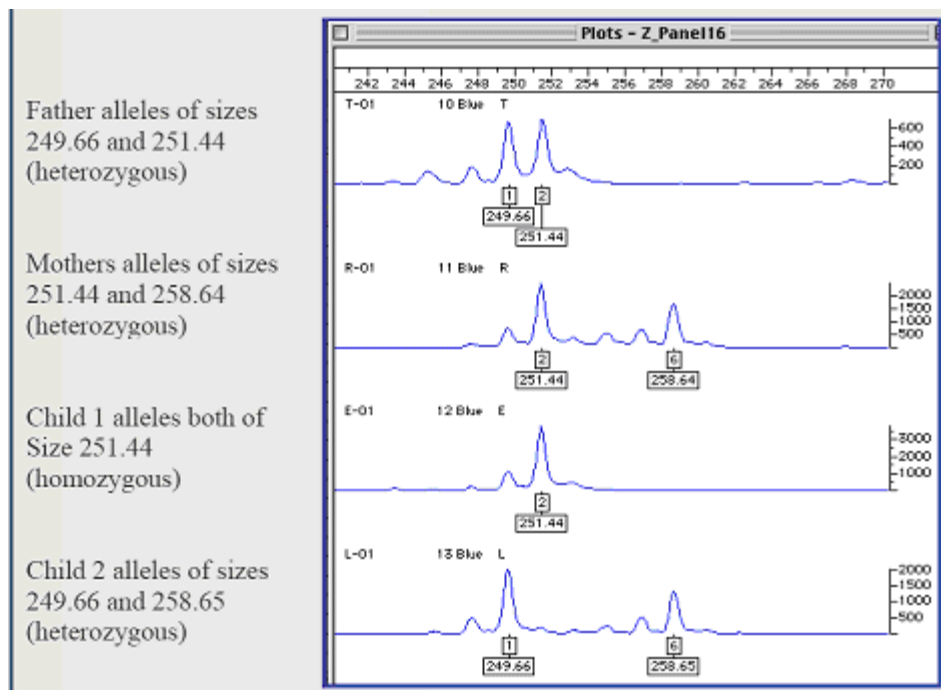 Plots - Z_Panel16
242 244 246 248 250 252 254 256 258 260 262 264 266 268 270
Father alleles of sizes
249.66 and 251.44
(heterozygous)
T-01 10 Blue T
600
400
200
1 2
249.66
251.44
Mothers alleles of sizes
251.44 and 258.64
(heterozygous)
R-01 11 Blue R
2000
1500
1000
500
2 6
251.44 258.64
Child 1 alleles both of
Size 251.44
(homozygous)
E-01 12 Blue E
3000
2000
1000
2
251.44
Child 2 alleles of sizes
249.66 and 258.65
(heterozygous)
L-01 13 Blue L
2000
1500
1000
500
1 6
249.66 258.65